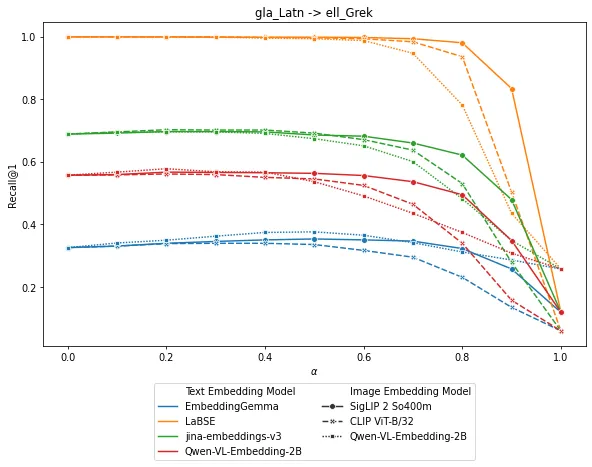 gla_Latn -> ell_Grek
Recall@1
1.0
0.8
0.6
0.4
0.2
0.0
0.2
0.4
0.6
0.8
1.0
α
Text Embedding Model
EmbeddingGemma
LaBSE
jina-embeddings-v3
Qwen-VL-Embedding-2B
Image Embedding Model
SigLIP 2 So400m
CLIP ViT-B/32
Qwen-VL-Embedding-2B